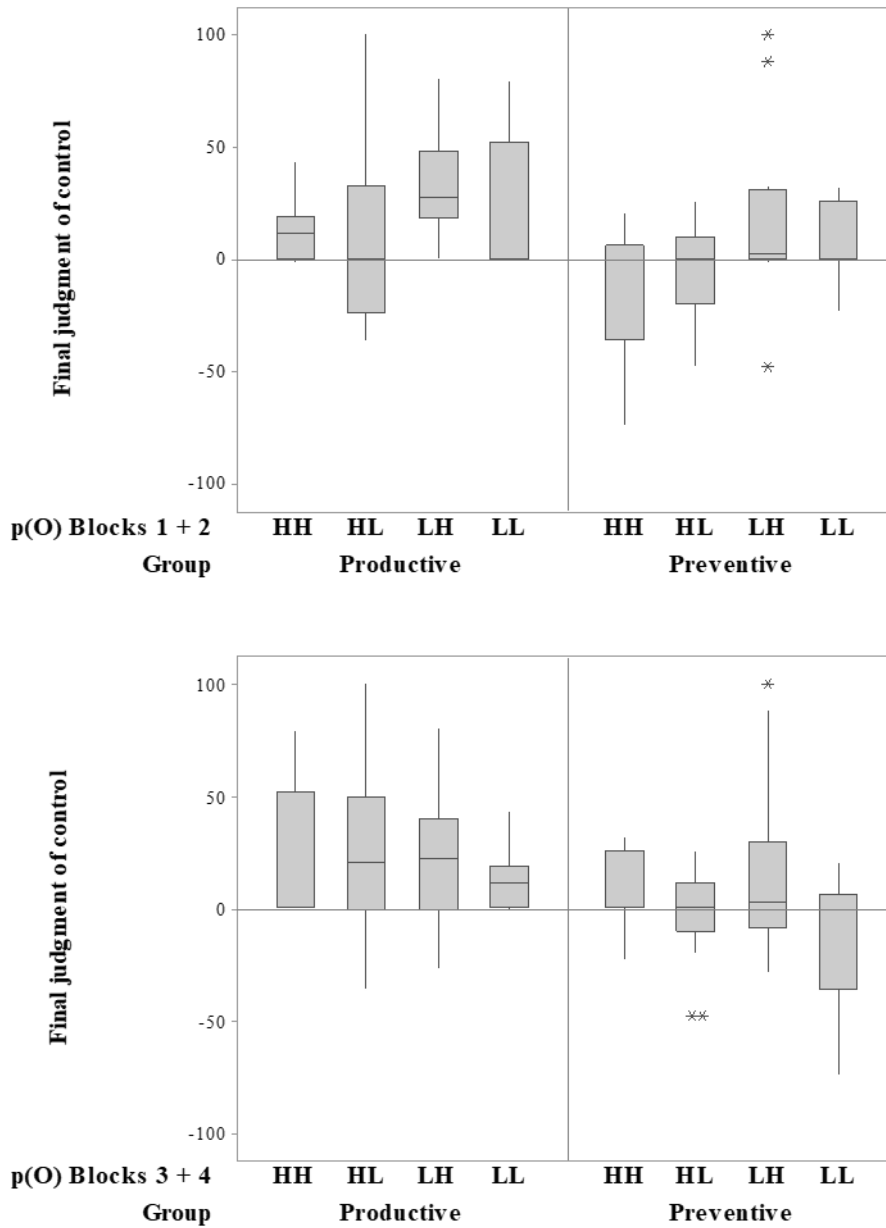 100
50
0
-50
-100
Final judgment of control
p(O) Blocks 1 + 2 HH HL LH LL HH HL LH LL
Group Productive Preventive
100
50
0
-50
-100
Final judgment of control
p(O) Blocks 3 + 4 HH HL LH LL HH HL LH LL
Group Productive Preventive